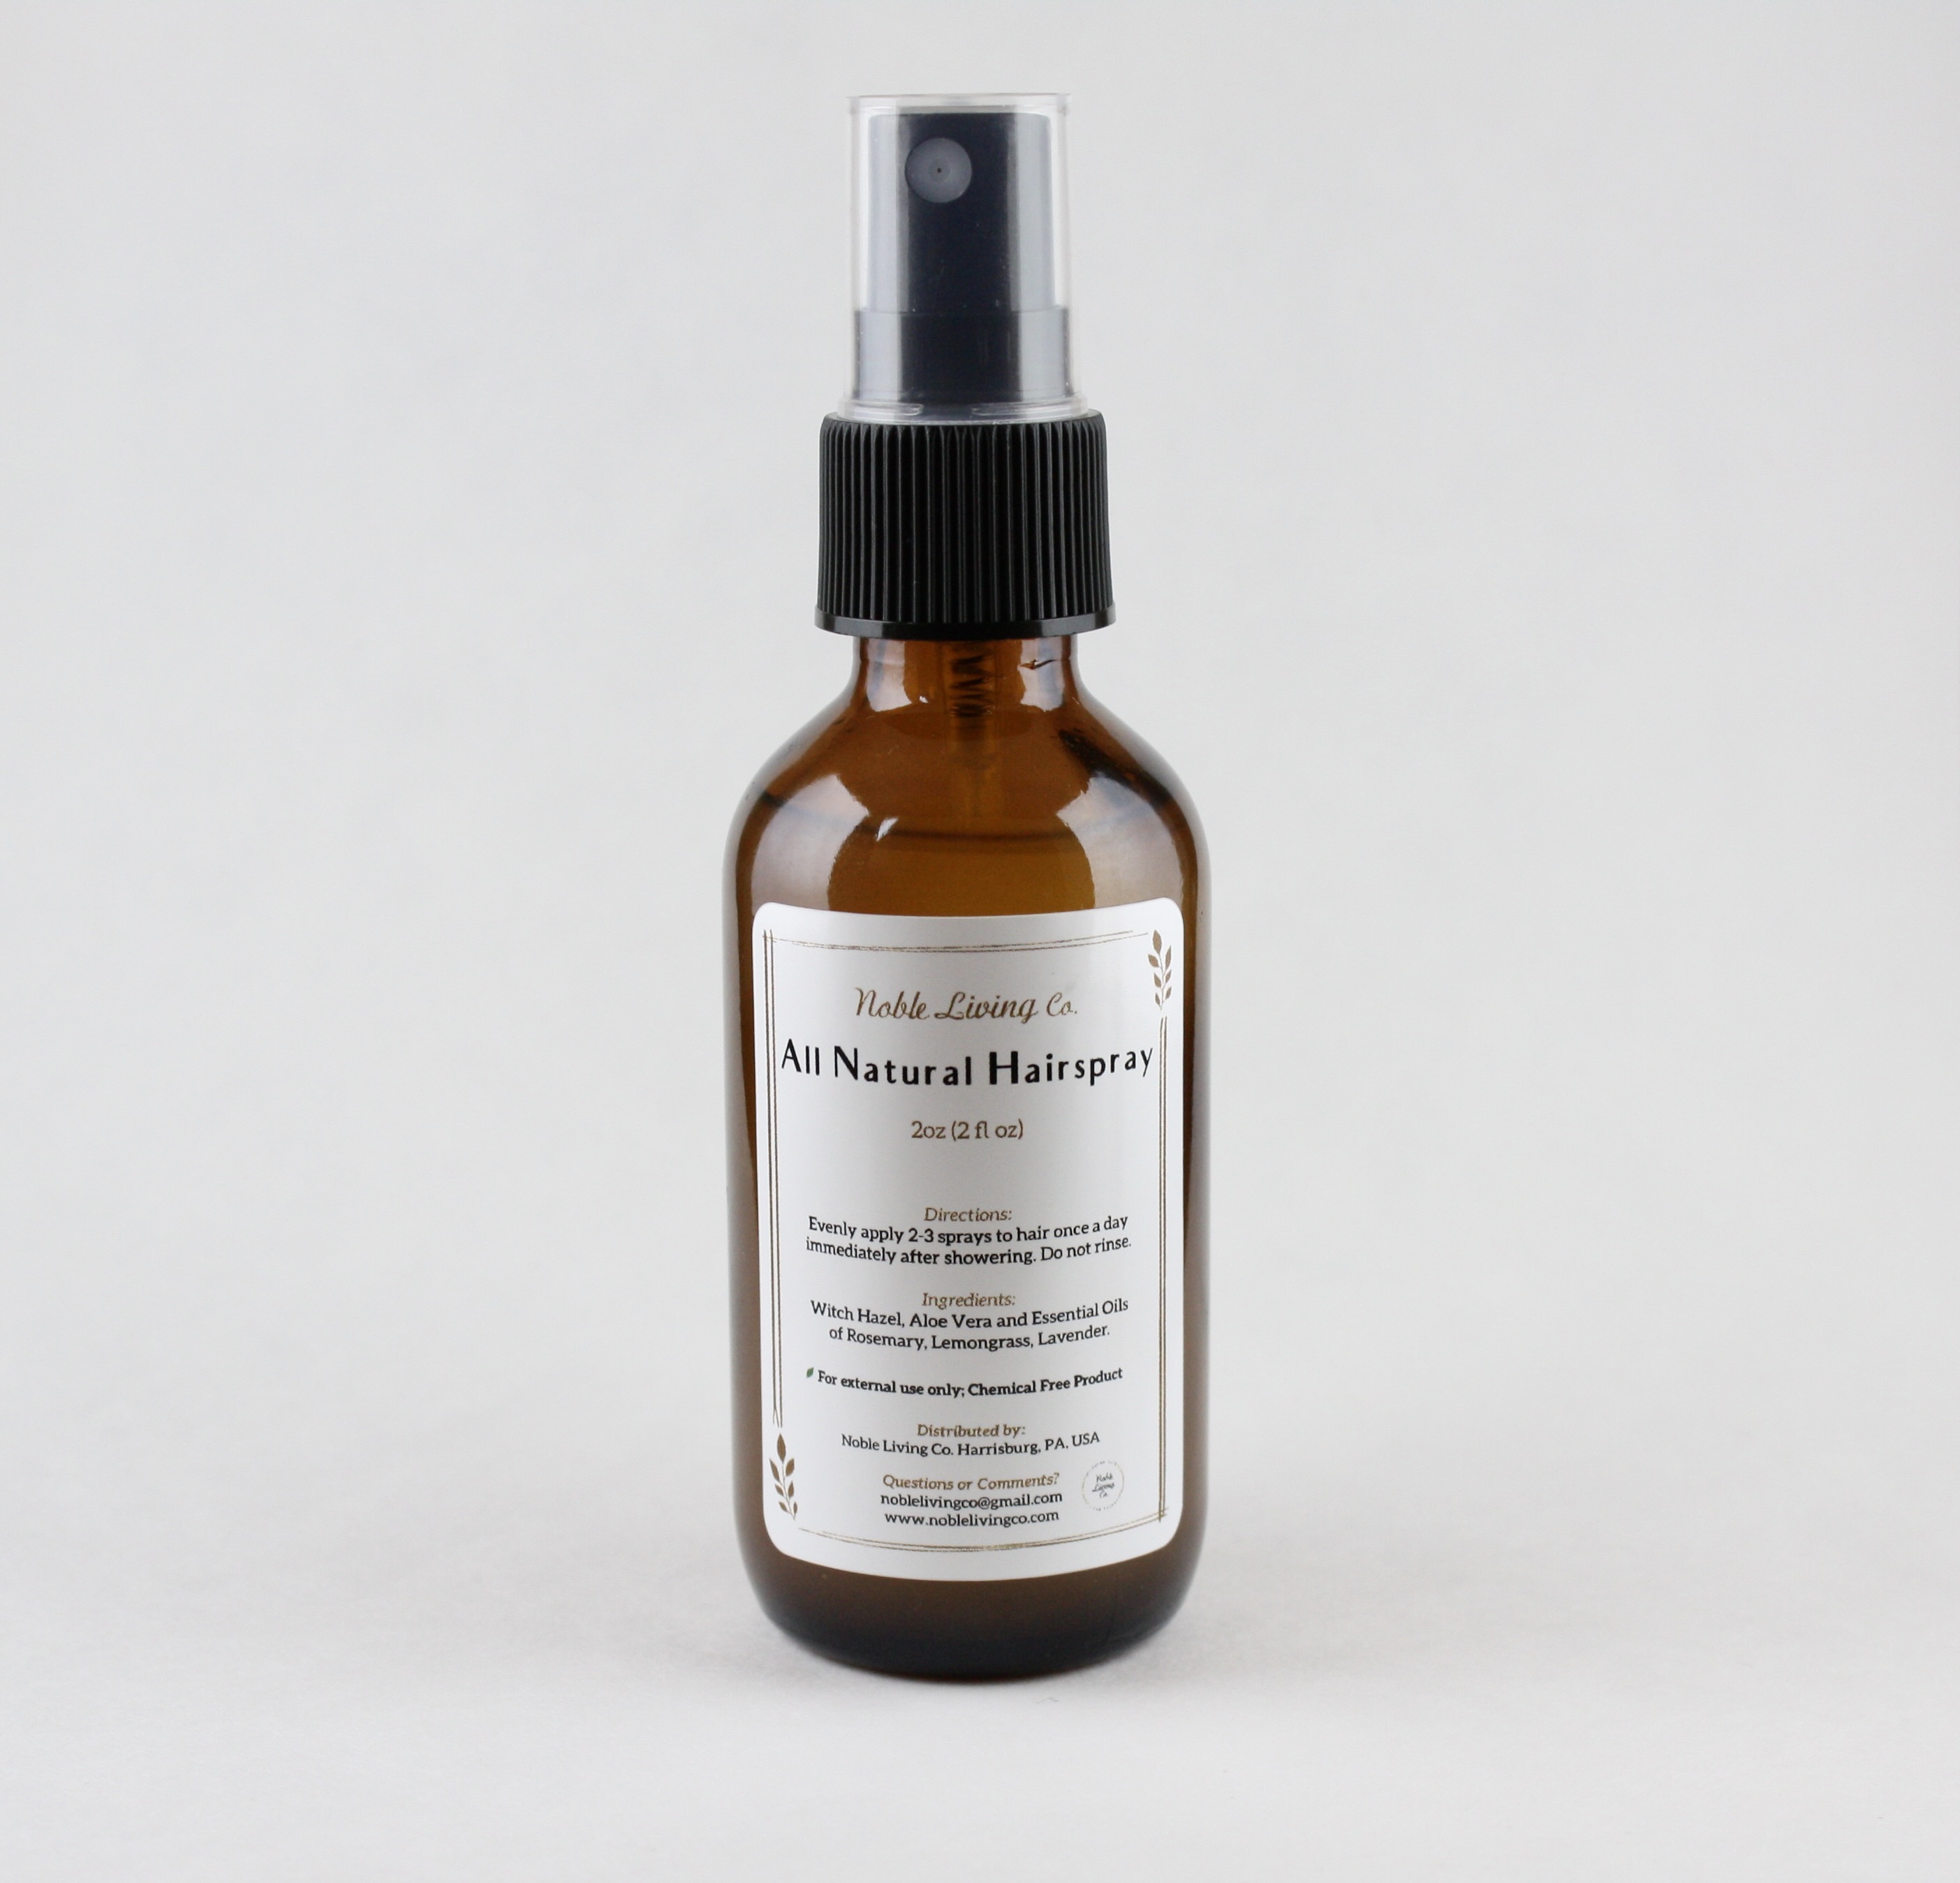 Noble Living Co.
All Natural Hairspray
2oz (2 fl oz)
Directions:
Evenly apply 2-3 sprays to hair once a day
immediately after showering. Do not rinse.
Ingredients:
Witch Hazel, Aloe Vera and Essential Oils
of Rosemary, Lemongrass, Lavender.
For external use only; Chemical Free Product
Distributed by:
Noble Living Co. Harrisburg, PA, USA
Questions or Comments?
noblelivingco@gmail.com
www.noblelivingco.com
Noble
Living
Co.